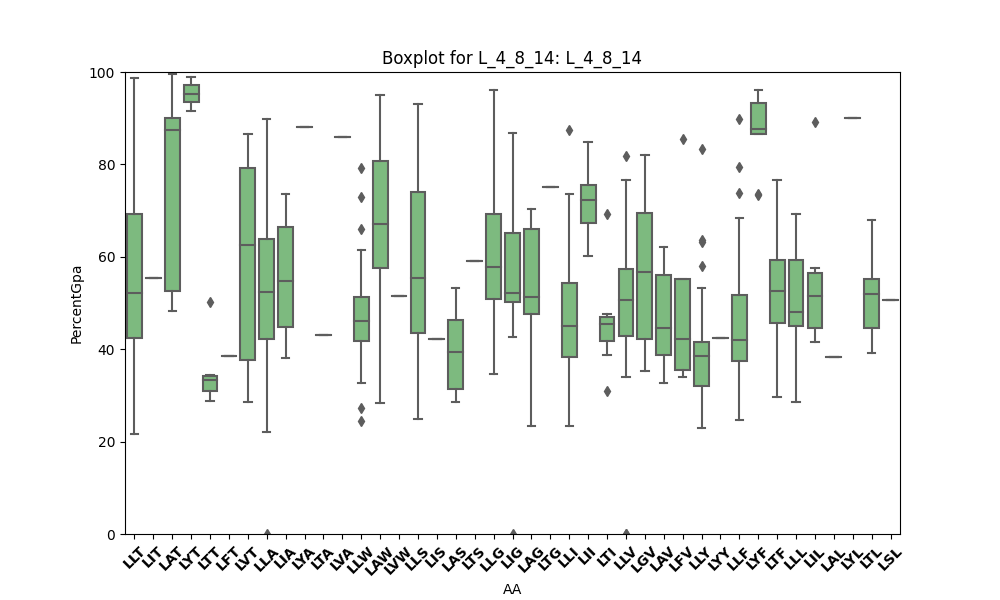 Boxplot for L_4_8_14: L_4_8_14
PercentGpa
100
80
60
40
20
0
LLT LIT LAT LYT LTT LFT LVT LLA LIA LYA LTA LVA LLW LAW LVW LLS LIS LAS LTS LLG LIG LAG LTG LLI LII LTI LLV LGV LAV LFV LLY LYY LLF LYF LTF LLL LIL LAL LYL LTL LSL
AA